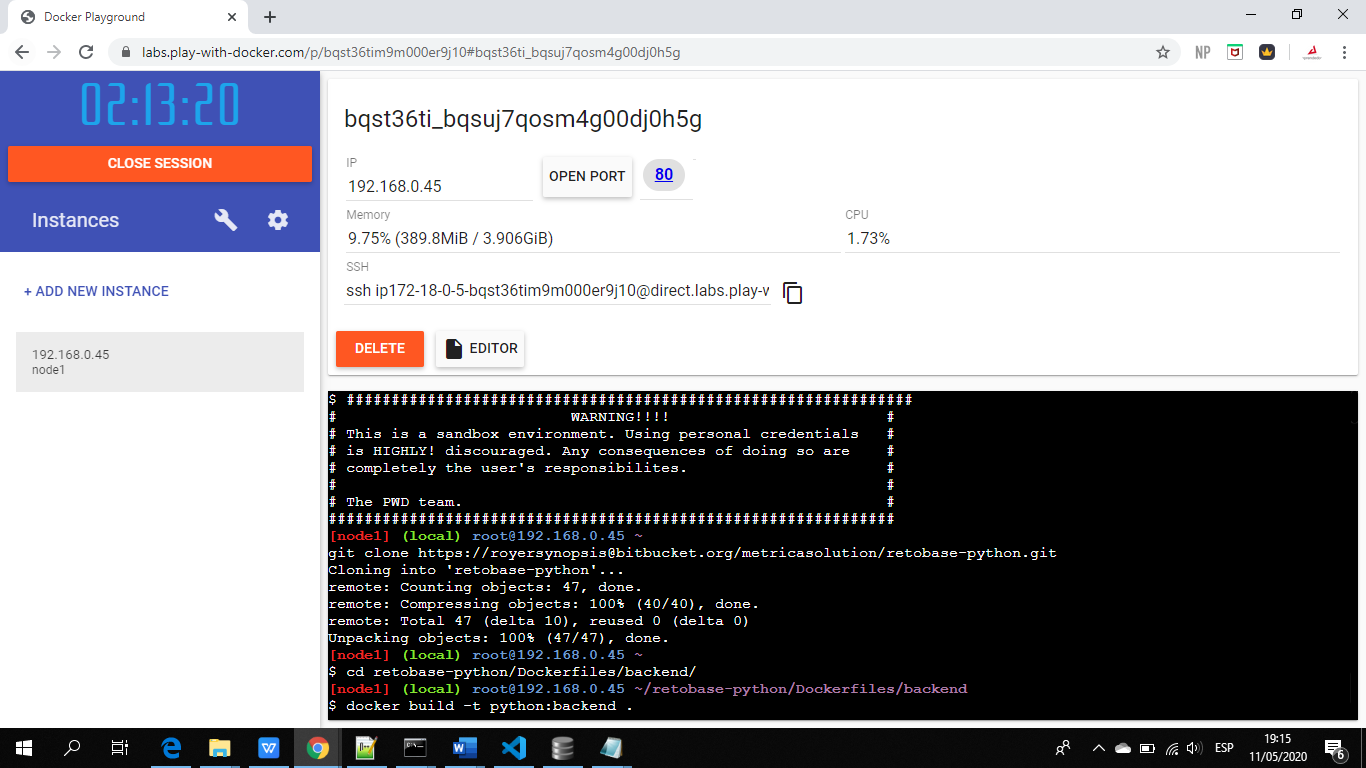 Docker Playground
labs.play-with-docker.com/p/bqst36tim9m000er9j10#bqst36ti_bqsuj7qosm4g00dj0h5g
NP
02:13:20
CLOSE SESSION
Instances
+ ADD NEW INSTANCE
192.168.0.45
node1
bqst36ti_bqsuj7qosm4g00dj0h5g
IP
192.168.0.45
OPEN PORT
80
Memory
9.75% (389.8MiB / 3.906GiB)
CPU
1.73%
SSH
ssh ip172-18-0-5-bqst36tim9m000er9j10@direct.labs.play-w
DELETE
EDITOR
$ ###############################################################
#                          WARNING!!!!                        #
# This is a sandbox environment. Using personal credentials   #
# is HIGHLY! discouraged. Any consequences of doing so are    #
# completely the user's responsibilites.                      #
#                                                             #
# The PWD team.                                               #
###############################################################
[node1] (local) root@192.168.0.45 ~
git clone https://royersynopsis@bitbucket.org/metricasolution/retobase-python.git
Cloning into 'retobase-python'...
remote: Counting objects: 47, done.
remote: Compressing objects: 100% (40/40), done.
remote: Total 47 (delta 10), reused 0 (delta 0)
Unpacking objects: 100% (47/47), done.
[node1] (local) root@192.168.0.45 ~
$ cd retobase-python/Dockerfiles/backend/
[node1] (local) root@192.168.0.45 ~/retobase-python/Dockerfiles/backend
$ docker build -t python:backend .
ESP
19:15
11/05/2020
6